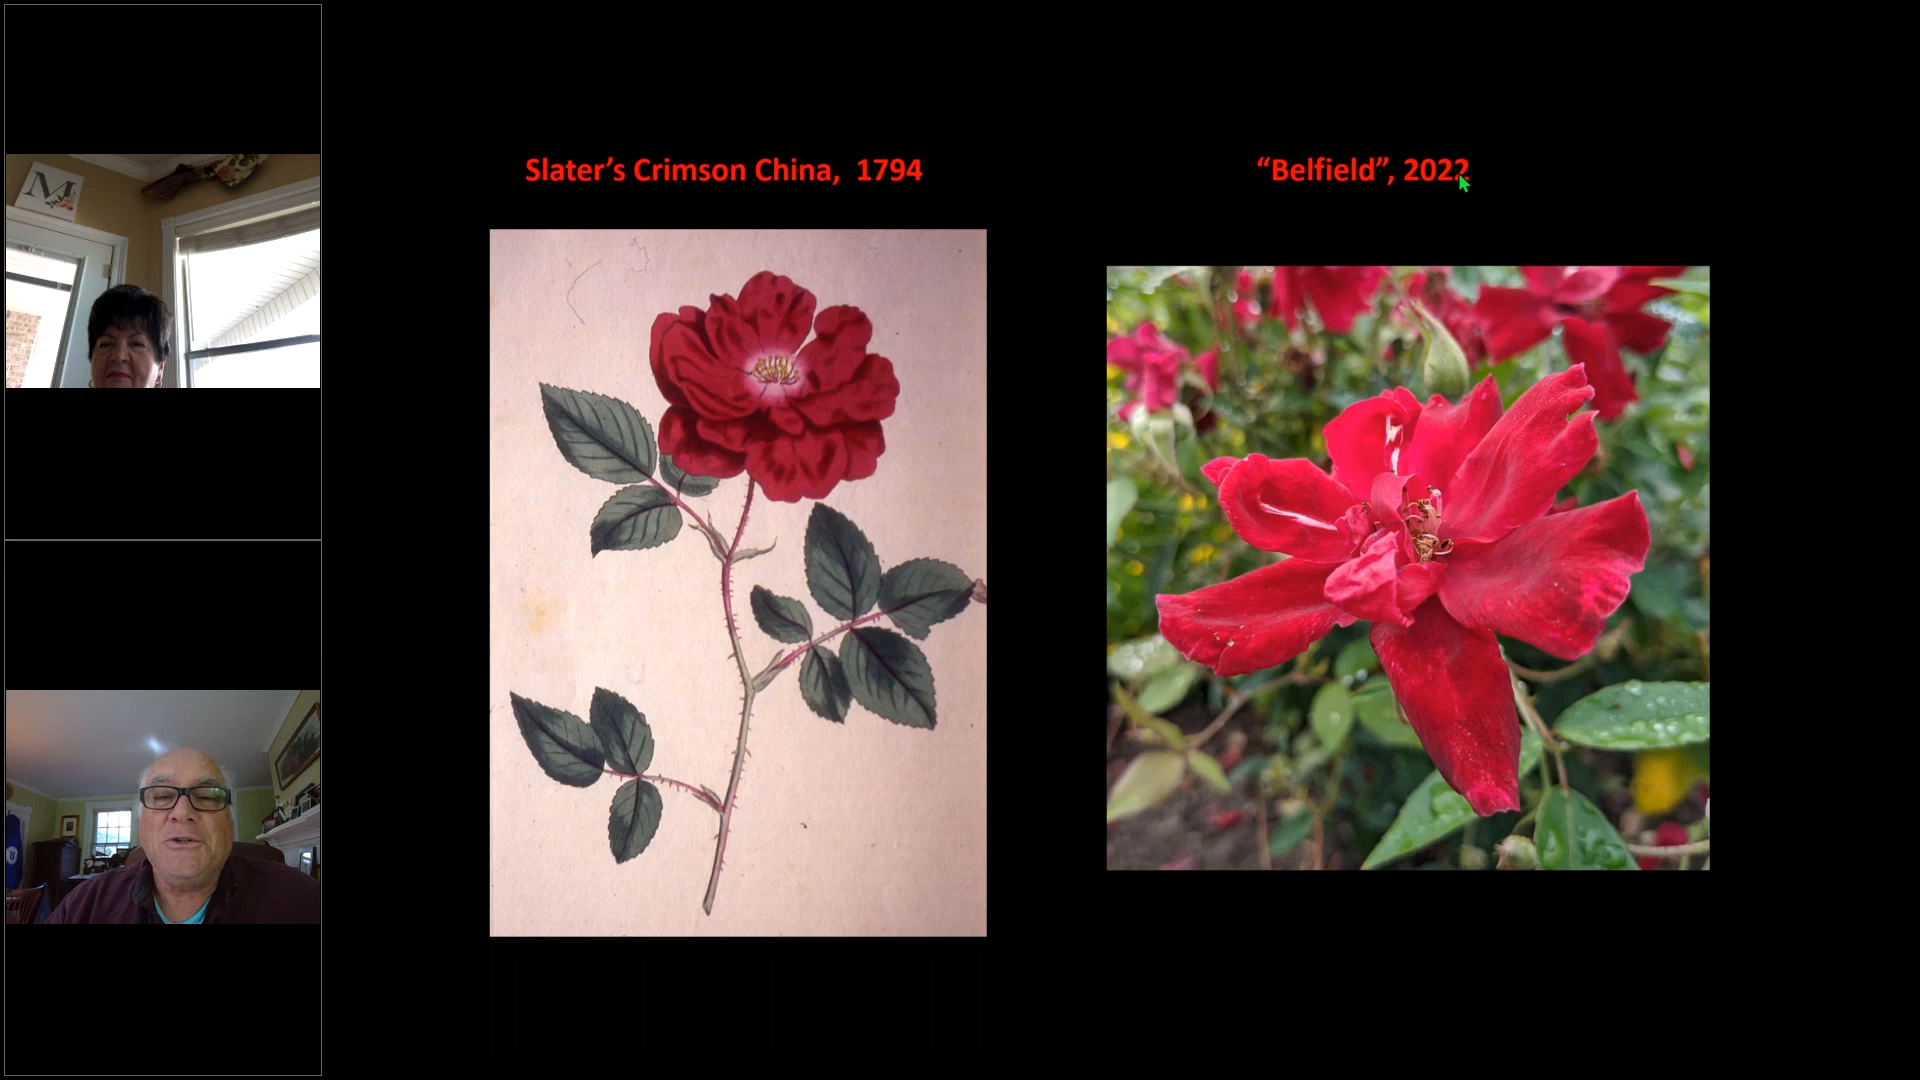 Slater’s Crimson China, 1794
“Belfield”, 2022
M